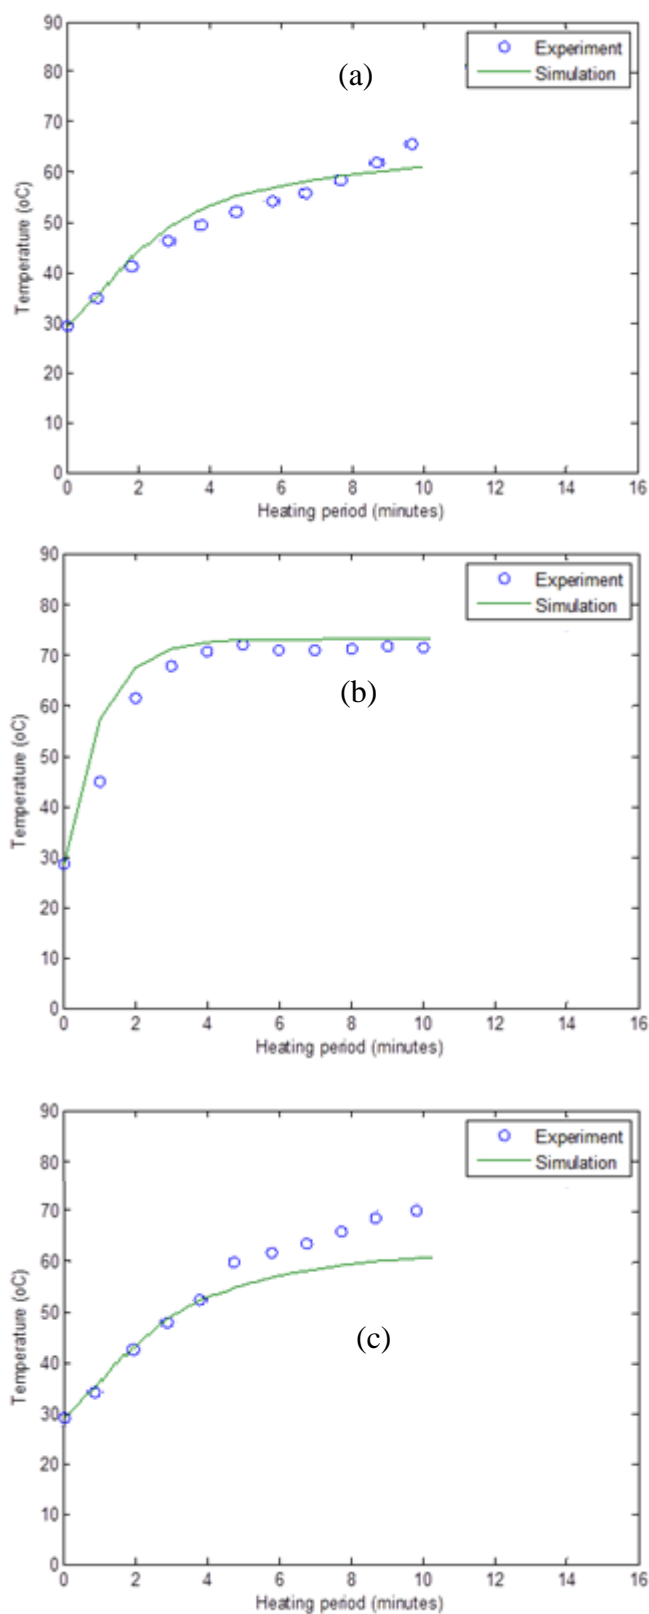 90
80
70
60
50
40
30
20
10
0
Temperature (oC)
(a)
Experiment
Simulation
0 2 4 6 8 10 12 14 16
Heating period (minutes)
90
80
70
60
50
40
30
20
10
0
Temperature (oC)
Experiment
Simulation
(b)
0 2 4 6 8 10 12 14 16
Heating period (minutes)
90
80
70
60
50
40
30
20
10
0
Temperature (oC)
Experiment
Simulation
(c)
0 2 4 6 8 10 12 14 16
Heating period (minutes)